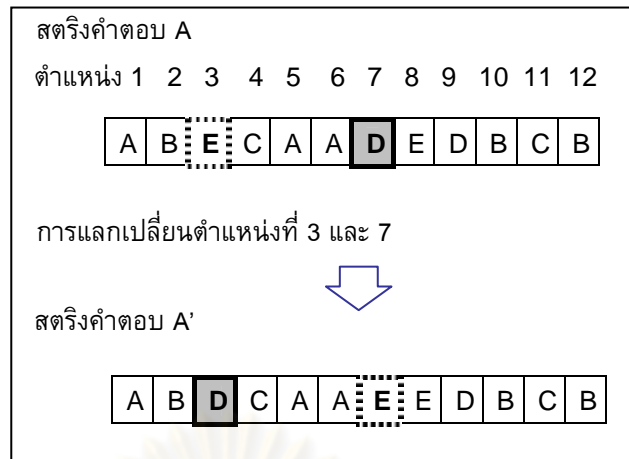 สตริงคำตอบ A
ตำแหน่ง 1 2 3 4 5 6 7 8 9 10 11 12
A B E C A A D E D B C B
การแลกเปลี่ยนตำแหน่งที่ 3 และ 7
สตริงคำตอบ A’
A B D C A A E E D B C B